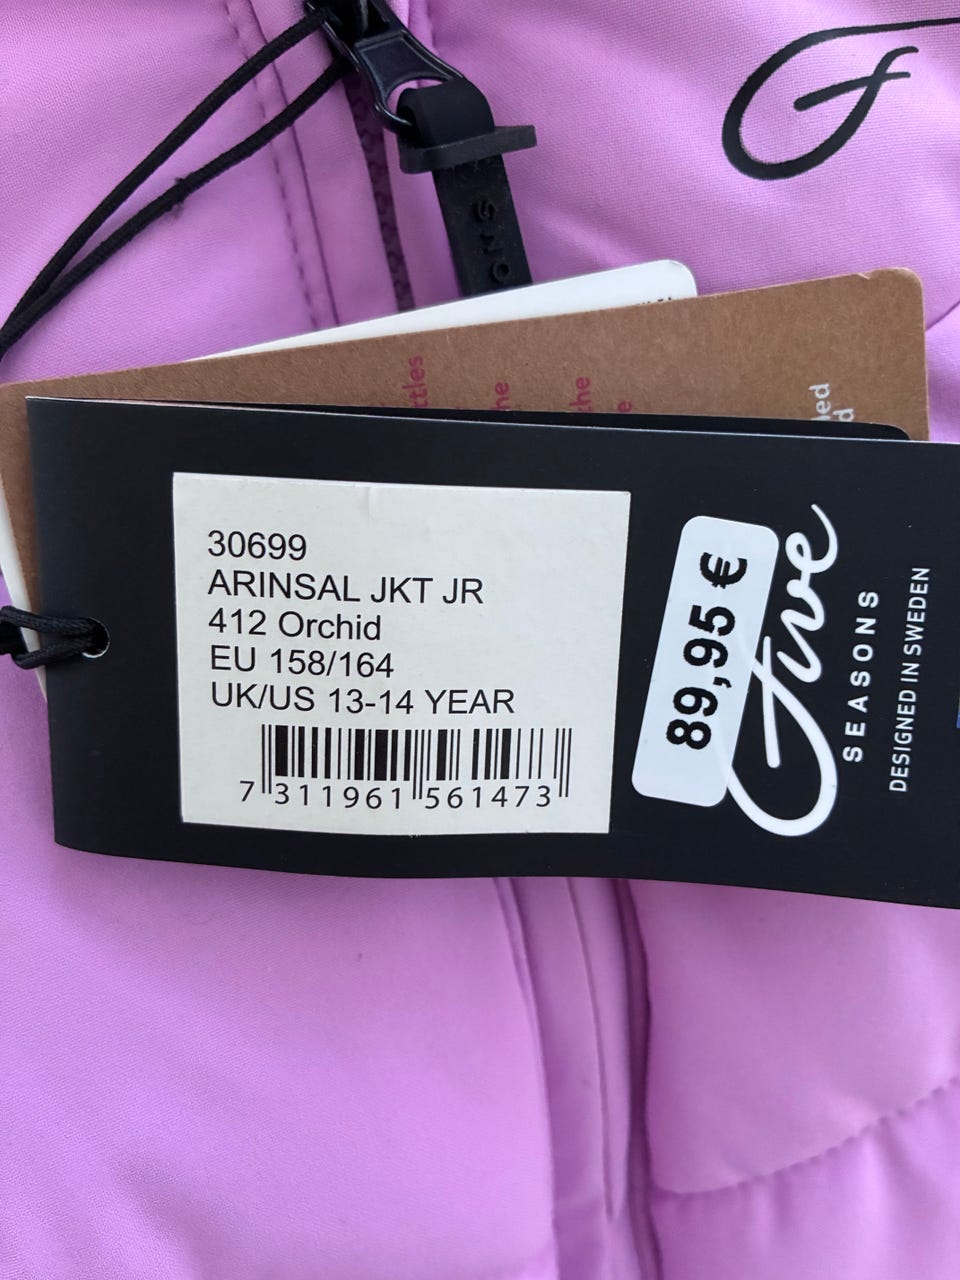 30699
ARINSAL JKT JR
412 Orchid
EU 158/164
UK/US 13-14 YEAR
7 311961 561473
89,95 €
Five
SEASONS
DESIGNED IN SWEDEN